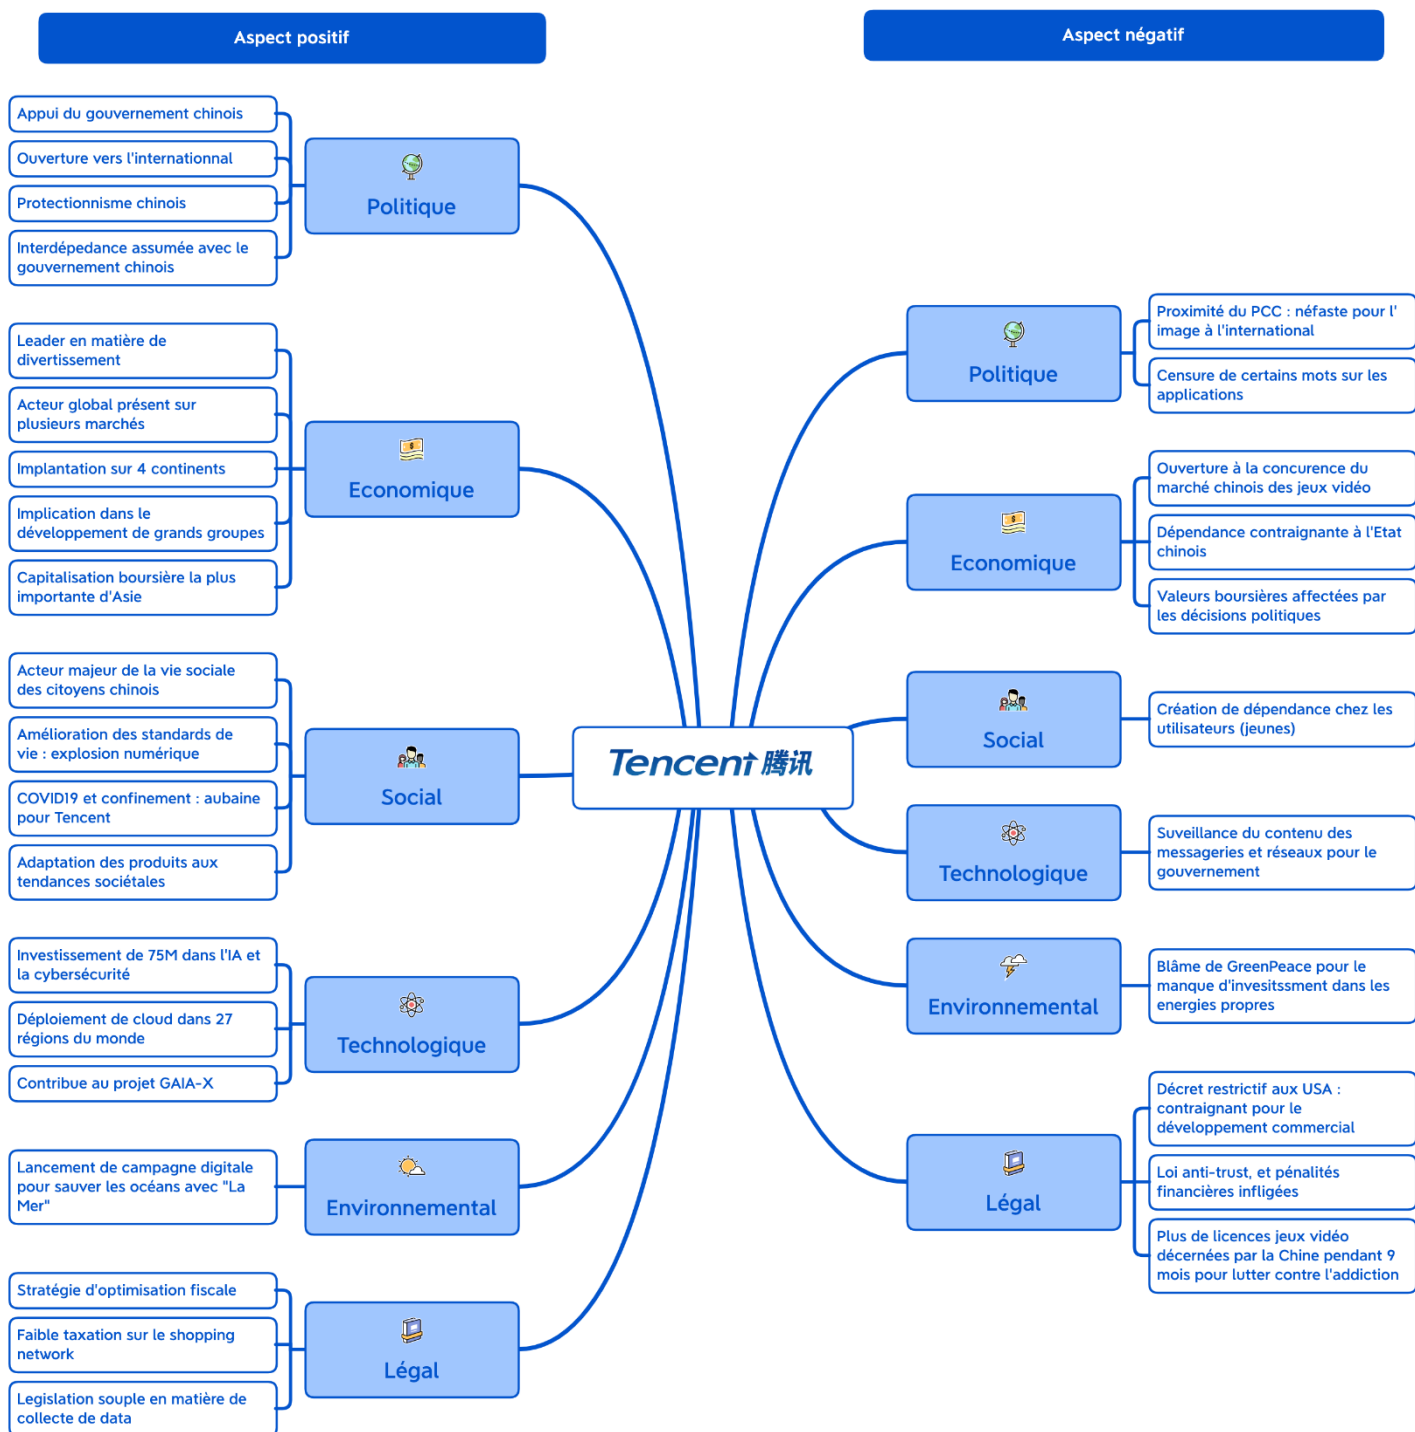 Aspect positif
Appui du gouvernement chinois
Ouverture vers l'internationnal
Protectionnisme chinois
Interdépedance assumée avec le
gouvernement chinois
Politique
Leader en matière de
divertissement
Acteur global présent sur
plusieurs marchés
Implantation sur 4 continents
Implication dans le
développement de grands groupes
Capitalisation boursière la plus
importante d'Asie
Economique
Acteur majeur de la vie sociale
des citoyens chinois
Amélioration des standards de
vie : explosion numérique
COVID19 et confinement : aubaine
pour Tencent
Adaptation des produits aux
tendances sociétales
Social
Investissement de 75M dans l'IA et
la cybersécurité
Déploiement de cloud dans 27
régions du monde
Contribue au projet GAIA-X
Technologique
Lancement de campagne digitale
pour sauver les océans avec "La
Mer"
Environnemental
Stratégie d'optimisation fiscale
Faible taxation sur le shopping
network
Legislation souple en matière de
collecte de data
Légal
Tencent 腾讯
Aspect négatif
Politique
Proximité du PCC : néfaste pour l'
image à l'international
Censure de certains mots sur les
applications
Economique
Ouverture à la concurence du
marché chinois des jeux vidéo
Dépendance contraignante à l'Etat
chinois
Valeurs boursières affectées par
les décisions politiques
Social
Création de dépendance chez les
utilisateurs (jeunes)
Technologique
Suveillance du contenu des
messageries et réseaux pour le
gouvernement
Environnemental
Blâme de GreenPeace pour le
manque d'invesitssment dans les
energies propres
Légal
Décret restrictif aux USA :
contraignant pour le
développement commercial
Loi anti-trust, et pénalités
financières infligées
Plus de licences jeux vidéo
décernées par la Chine pendant 9
mois pour lutter contre l'addiction